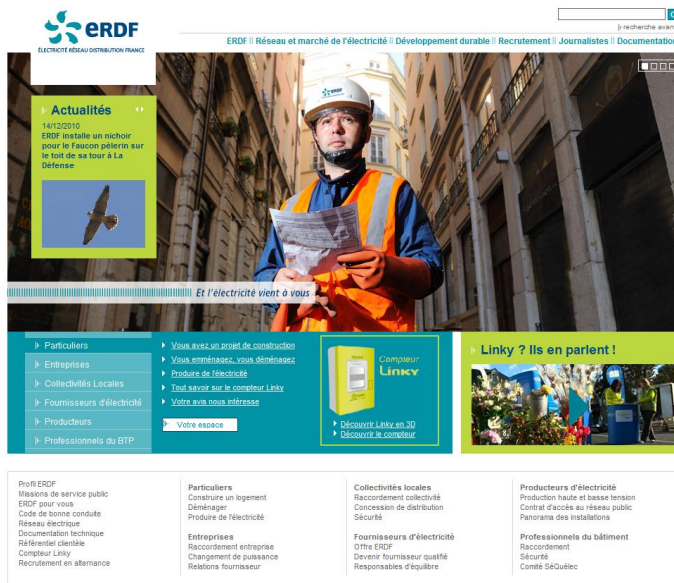 ERDF
ÉLECTRICITÉ RÉSEAU DISTRIBUTION FRANCE
recherche avan
ERDF || Réseau et marché de l'électricité || Développement durable || Recrutement || Journalistes || Documentation
Actualités
14/12/2010
ERDF installe un nichoir
pour le Faucon pèlerin sur
le toit de sa tour à La
Défense
Et l'électricité vient à vous
Particuliers
Entreprises
Collectivités Locales
Fournisseurs d'électricité
Producteurs
Professionnels du BTP
Vous avez un projet de construction
Vous emménagez, vous déménagez
Produire de l'électricité
Tout savoir sur le compteur Linky
Votre avis nous intéresse
Votre espace
Compteur
LINKY
Découvrir Linky en 3D
Découvrir le compteur
Linky ? Ils en parlent !
Profil ERDF
Missions de service public
ERDF pour vous
Code de bonne conduite
Réseau électrique
Documentation technique
Référentiel clientèle
Compteur Linky
Recrutement en alternance
Particuliers
Construire un logement
Déménager
Produire de l'électricité
Entreprises
Raccordement entreprise
Changement de puissance
Relations fournisseur
Collectivités locales
Raccordement collectivité
Concession de distribution
Sécurité
Fournisseurs d'électricité
Offre ERDF
Devenir fournisseur qualifié
Responsables d'équilibre
Producteurs d'électricité
Production haute et basse tension
Contrat d'accès au réseau public
Panorama des installations
Professionnels du bâtiment
Raccordement
Sécurité
Comité SéQuélec